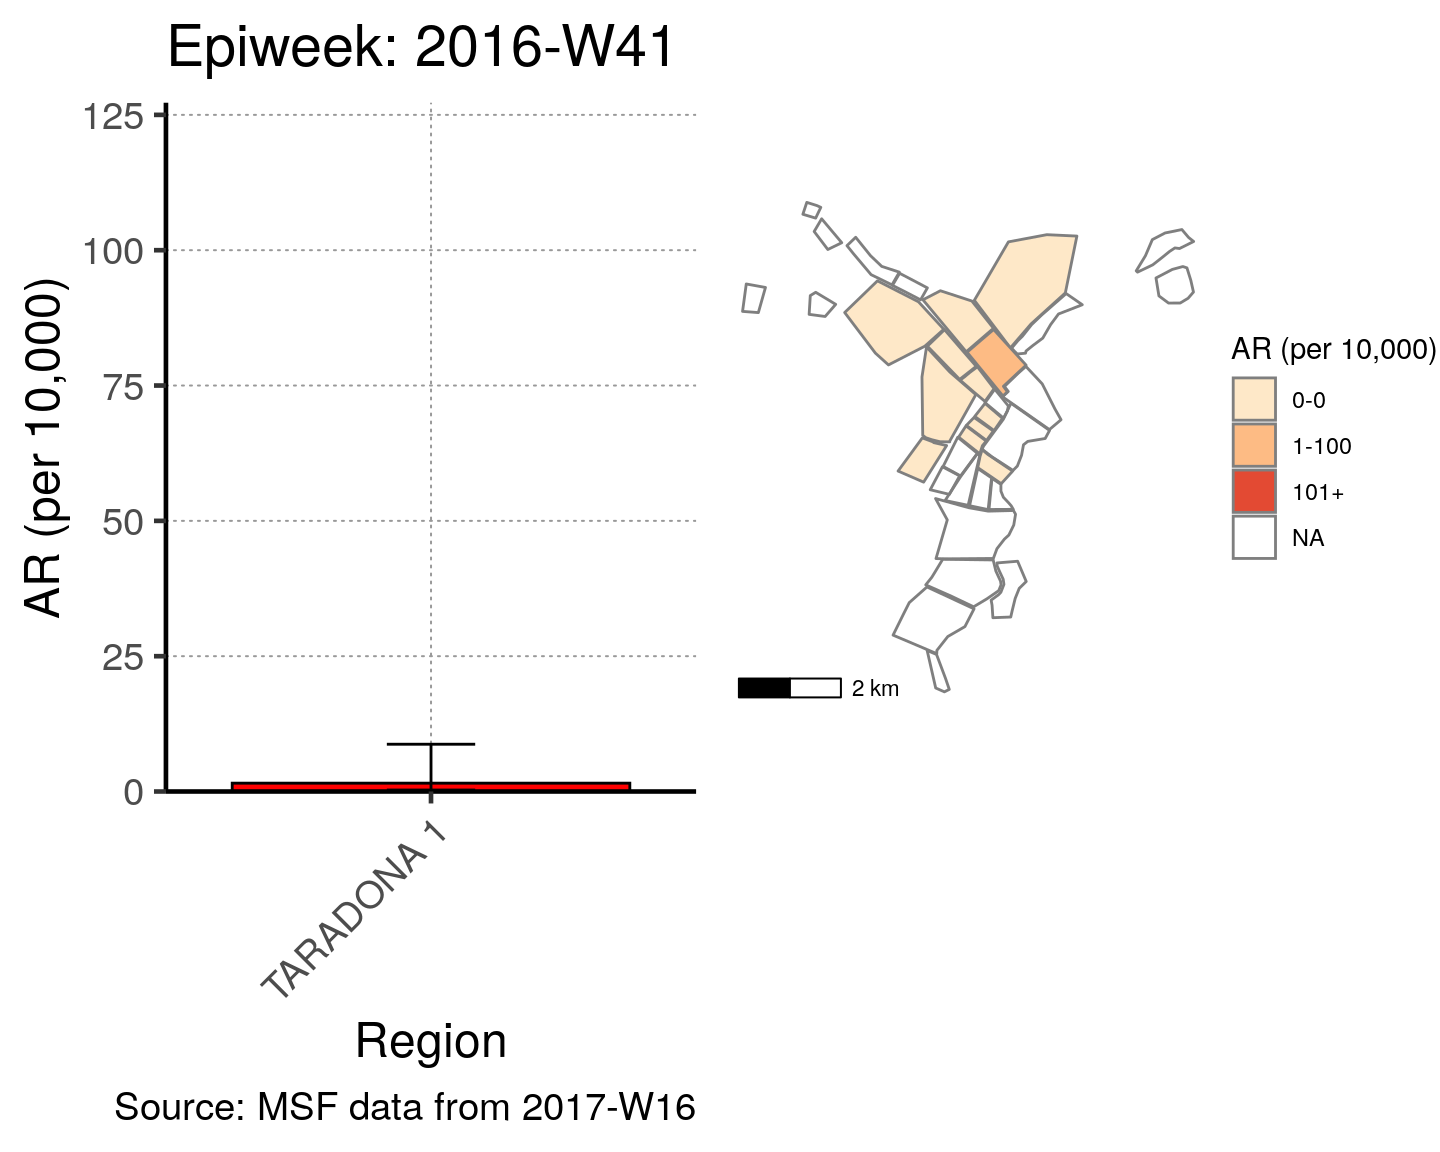 Epiweek: 2016-W41
AR (per 10,000)
125
100
75
50
25
0
TARADONA 1
Region
Source: MSF data from 2017-W16
2 km
AR (per 10,000)
0-0
1-100
101+
NA